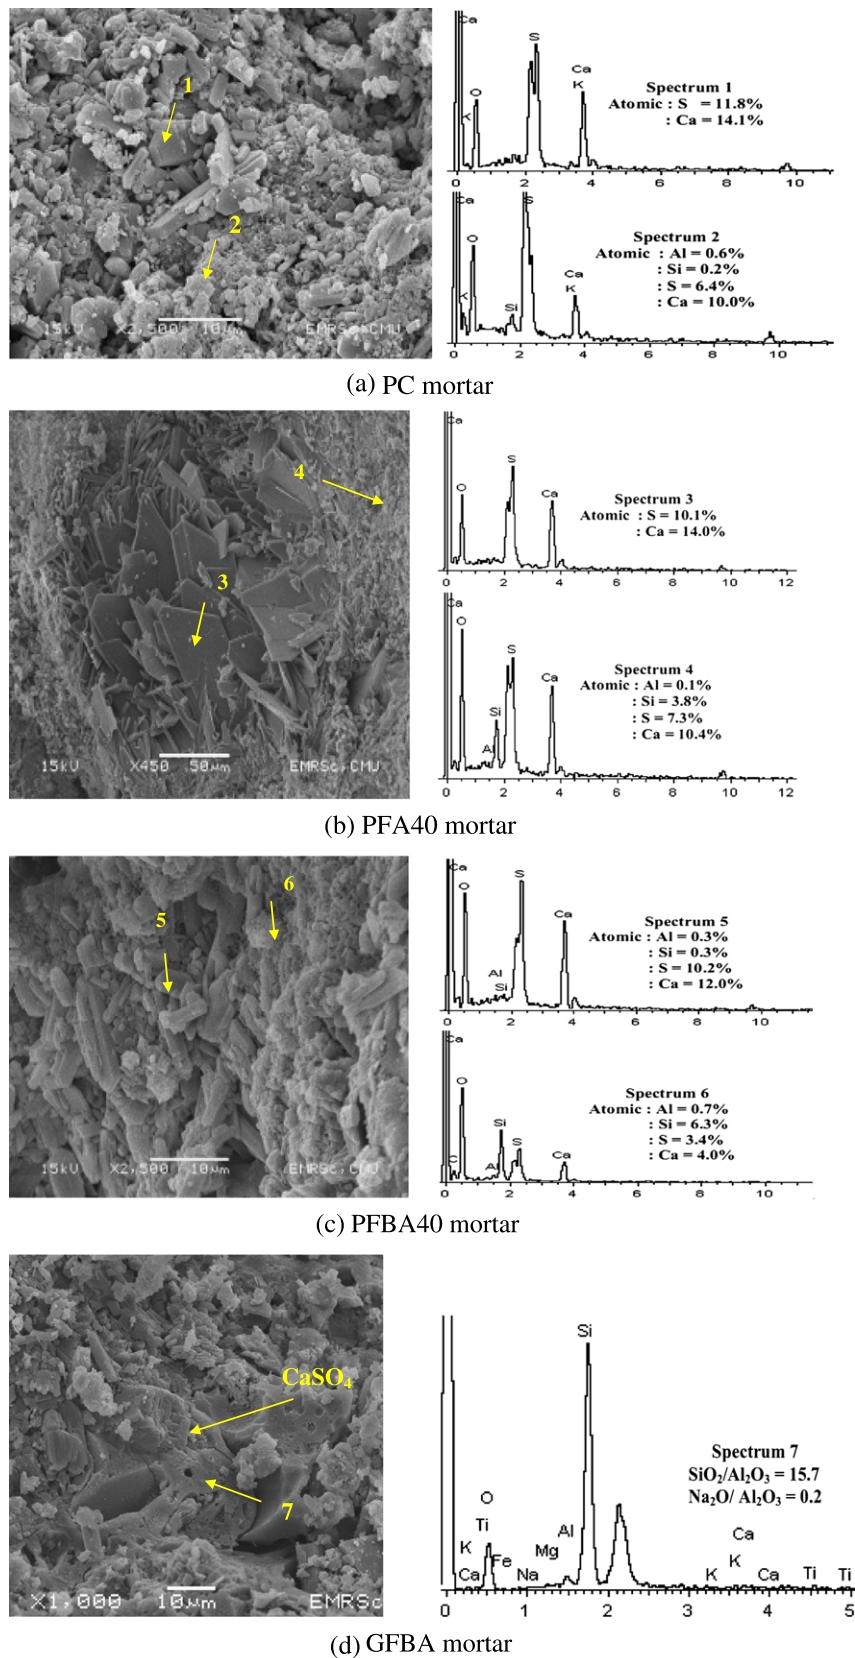 1
2
15kV X2,500 10µm EMRSc,CMU
Ca
O
K
S
Ca
K
Spectrum 1
Atomic : S = 11.8%
: Ca = 14.1%
0 2 4 6 8 10
Ca
O
K
S
Si
Ca
K
Spectrum 2
Atomic : Al = 0.6%
: Si = 0.2%
: S = 6.4%
: Ca = 10.0%
0 2 4 6 8 10
(a) PC mortar
4
3
15kV X450 50µm EMRSc,CMU
Ca
O
S
Ca
Spectrum 3
Atomic : S = 10.1%
: Ca = 14.0%
0 2 4 6 8 10 12
Ca
O
Al
Si
S
Ca
Spectrum 4
Atomic : Al = 0.1%
: Si = 3.8%
: S = 7.3%
: Ca = 10.4%
0 2 4 6 8 10 12
(b) PFA40 mortar
6
5
15kV X2,500 10µm EMRSc,CMU
Ca
O
Al
Si
S
Ca
Spectrum 5
Atomic : Al = 0.3%
: Si = 0.3%
: S = 10.2%
: Ca = 12.0%
0 2 4 6 8 10
Ca
O
C
Al
Si
S
Ca
Spectrum 6
Atomic : Al = 0.7%
: Si = 6.3%
: S = 3.4%
: Ca = 4.0%
0 2 4 6 8 10
(c) PFBA40 mortar
CaSO₄
7
X1,000 10µm EMRSc
Si
O
Ti
K
Ca
Fe
Na
Mg
Al
K
Ca
K
Ca
Ti
Ti
Spectrum 7
SiO₂/Al₂O₃ = 15.7
Na₂O/ Al₂O₃ = 0.2
0 1 2 3 4 5
(d) GFBA mortar